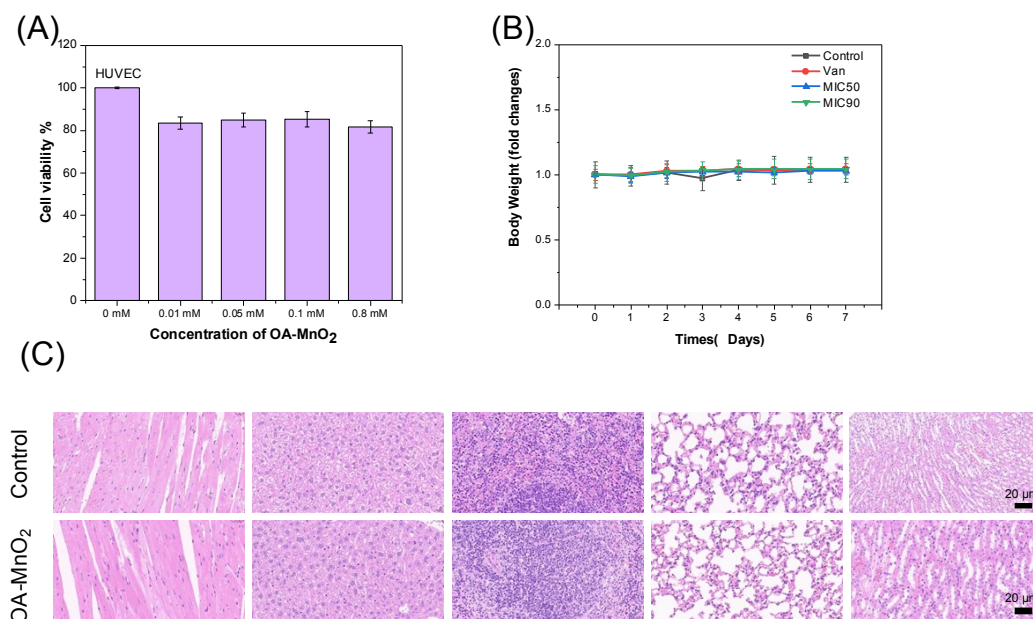 (A)
120
100
80
60
40
20
0
HUVEC
Cell viability %
0 mM 0.01 mM 0.05 mM 0.1 mM 0.8 mM
Concentration of OA-MnO₂
(B)
2.0
1.5
1.0
0.5
0.0
Control
Van
MIC50
MIC90
Body Weight (fold changes)
0 1 2 3 4 5 6 7
Times( Days)
(C)
Control
20 μm
OA-MnO₂
20 μm